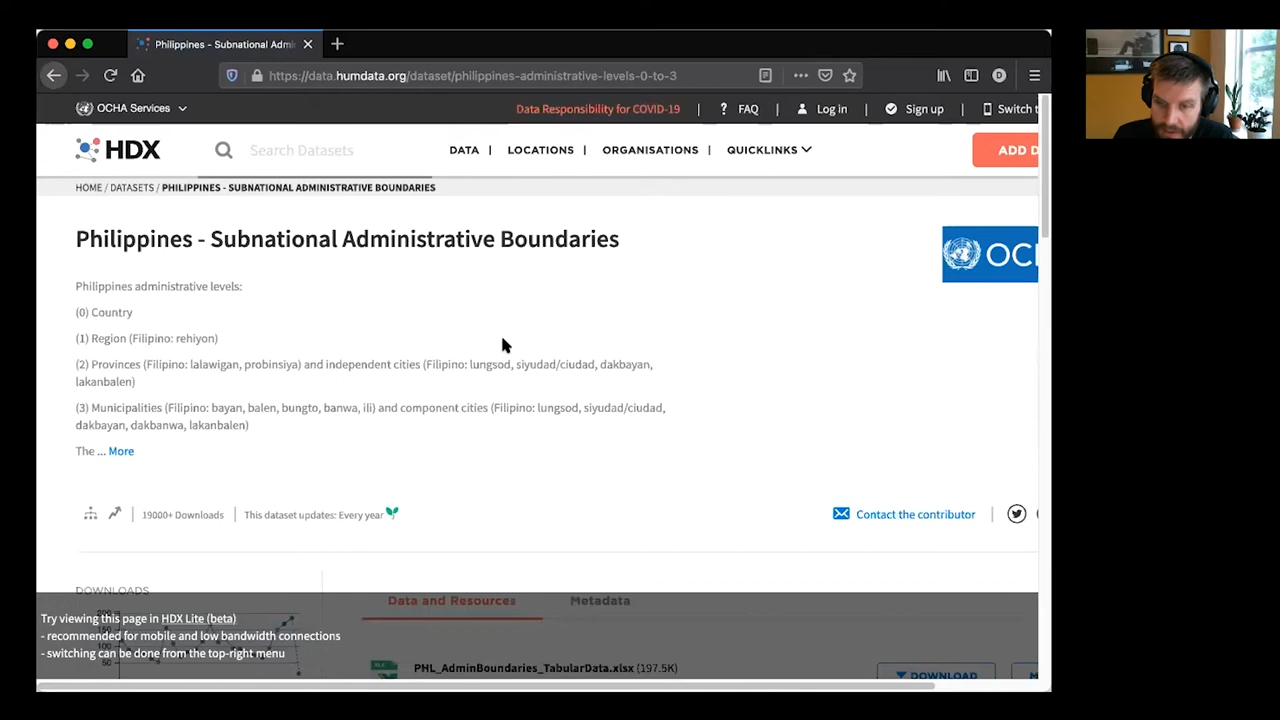 Philippines - Subnational Admi
https://data.humdata.org/dataset/philippines-administrative-levels-0-to-3
D
OCHA Services
Data Responsibility for COVID-19 | ? FAQ | Log in | Sign up | Switch t
HDX
Search Datasets
DATA | LOCATIONS | ORGANISATIONS | QUICKLINKS
ADD D
HOME / DATASETS / PHILIPPINES - SUBNATIONAL ADMINISTRATIVE BOUNDARIES
Philippines - Subnational Administrative Boundaries
OC
Philippines administrative levels:
(0) Country
(1) Region (Filipino: rehiyon)
(2) Provinces (Filipino: lalawigan, probinsiya) and independent cities (Filipino: lungsod, siyudad/ciudad, dakbayan,
lakanbalen)
(3) Municipalities (Filipino: bayan, balen, bungto, banwa, ili) and component cities (Filipino: lungsod, siyudad/ciudad,
dakbayan, dakbanwa, lakanbalen)
The ... More
19000+ Downloads | This dataset updates: Every year
Contact the contributor
DOWNLOADS
Data and Resources
Metadata
200
150
100
50
Try viewing this page in HDX Lite (beta)
- recommended for mobile and low bandwidth connections
- switching can be done from the top-right menu
XLS
PHL_AdminBoundaries_TabularData.xlsx (197.5K)
DOWNLOAD